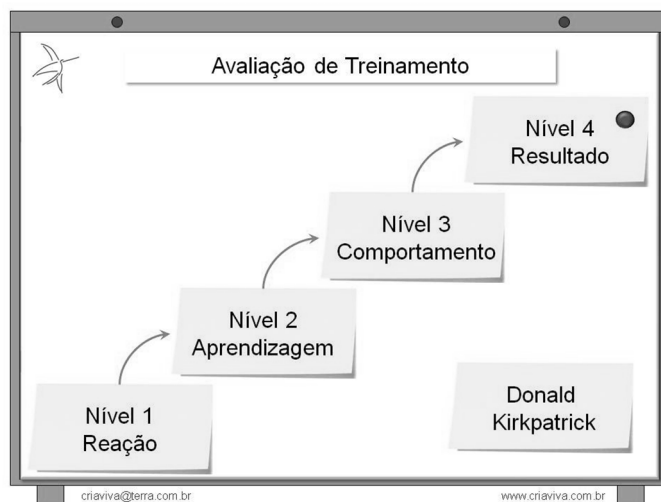 Avaliação de Treinamento
Nível 4
Resultado
Nível 3
Comportamento
Nível 2
Aprendizagem
Nível 1
Reação
Donald
Kirkpatrick
criaviva@terra.com.br
www.criaviva.com.br